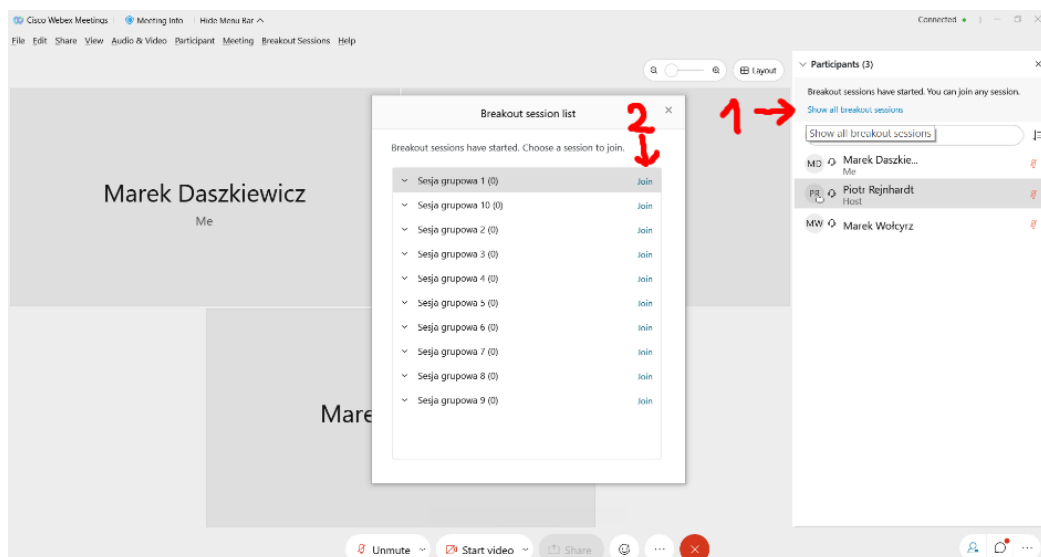 Cisco Webex Meetings
Meeting Info
Hide Menu Bar
Connected
File Edit Share View Audio & Video Participant Meeting Breakout Sessions Help
Layout
Participants (3)
Breakout sessions have started. You can join any session.
Show all breakout sessions
Show all breakout sessions
MD Marek Daszkie...
Me
PR Piotr Rejnhardt
Host
MW Marek Wołcyrz
1
2
Breakout session list
Breakout sessions have started. Choose a session to join.
Sesja grupowa 1 (0) Join
Sesja grupowa 10 (0) Join
Sesja grupowa 2 (0) Join
Sesja grupowa 3 (0) Join
Sesja grupowa 4 (0) Join
Sesja grupowa 5 (0) Join
Sesja grupowa 6 (0) Join
Sesja grupowa 7 (0) Join
Sesja grupowa 8 (0) Join
Sesja grupowa 9 (0) Join
Marek Daszkiewicz
Me
Mare
Unmute
Start video
Share